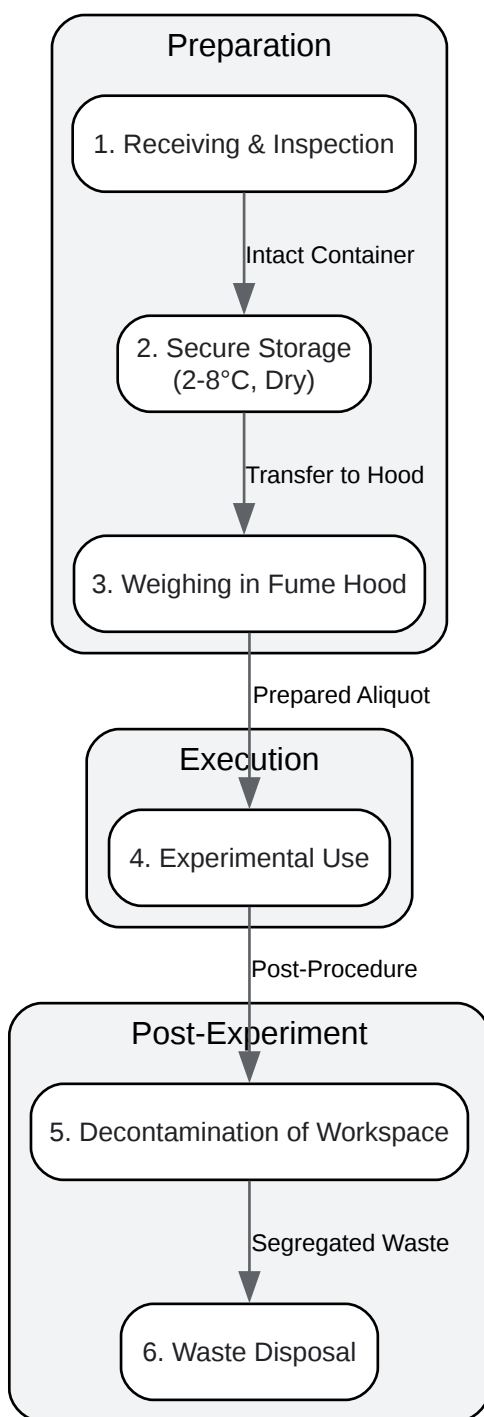 Preparation
1. Receiving & Inspection
Intact Container
2. Secure Storage
(2-8°C, Dry)
Transfer to Hood
3. Weighing in Fume Hood
Prepared Aliquot
Execution
4. Experimental Use
Post-Procedure
Post-Experiment
5. Decontamination of Workspace
Segregated Waste
6. Waste Disposal